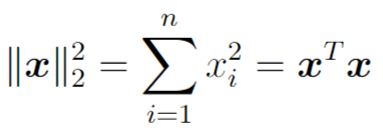 ‖𝒙‖₂² = ∑ᵢ₌₁ⁿ xᵢ² = 𝒙ᵀ𝒙